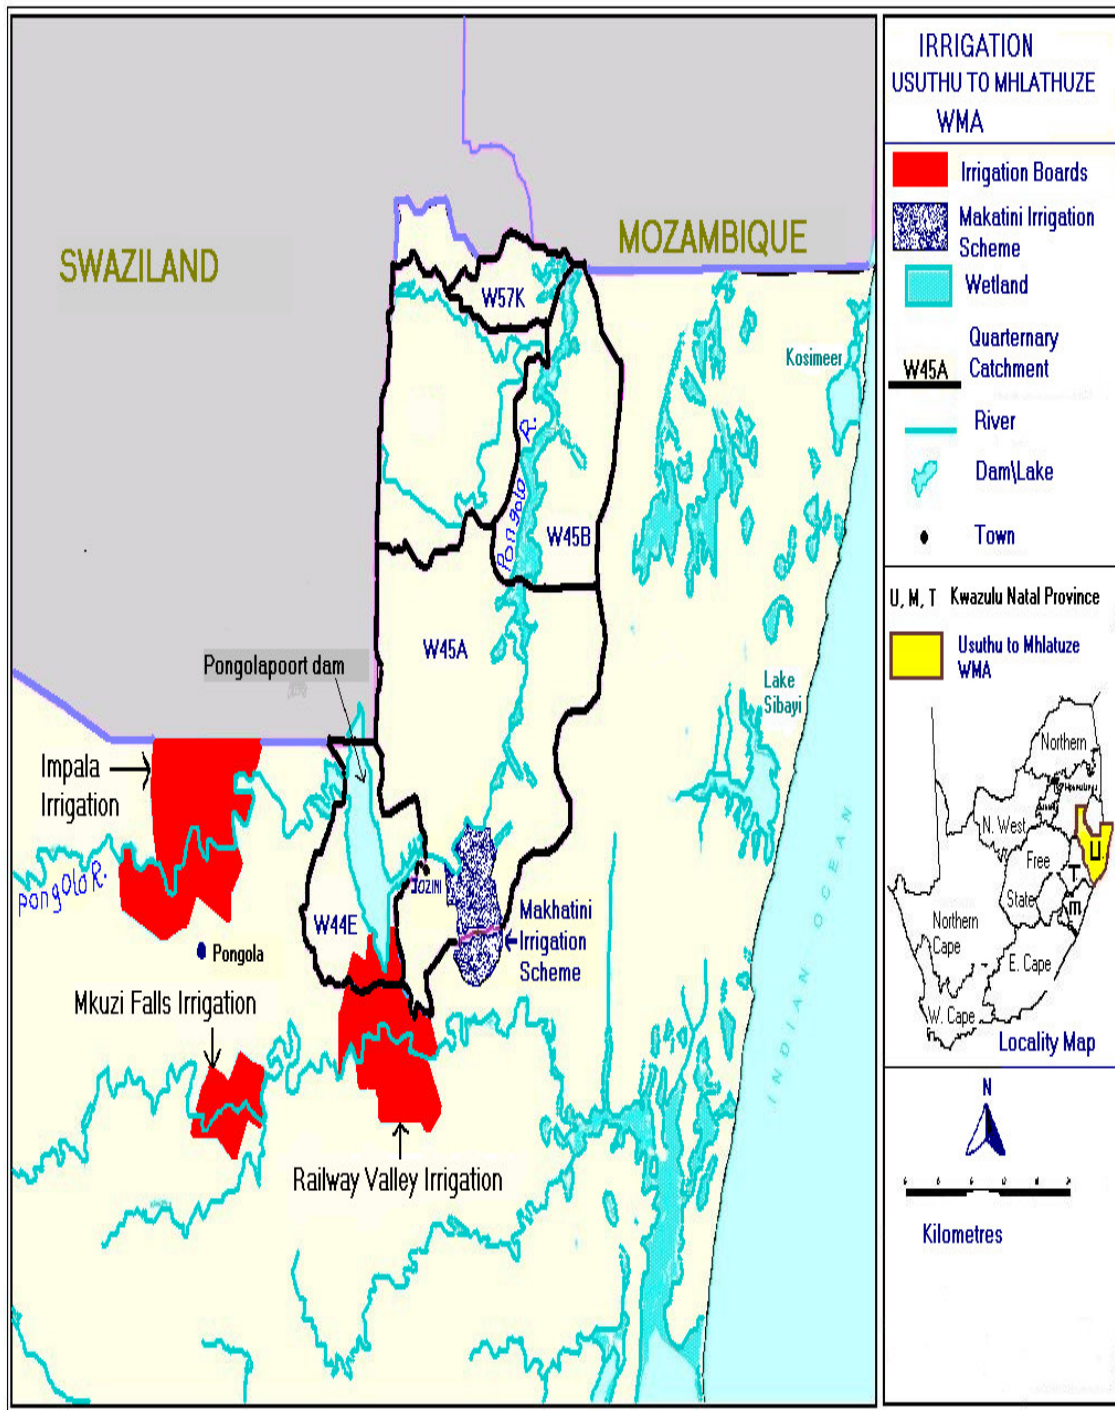 SWAZILAND
MOZAMBIQUE
W57K
Kosimeer
Pongolo R.
W45B
W45A
Pongolapoort dam
Lake
Sibayi
Impala
Irrigation
pongolo R.
JOZINI
W44E
Makhatini
Irrigation
Scheme
Pongola
Mkuzi Falls Irrigation
Railway Valley Irrigation
INDIAN OCEAN
IRRIGATION
USUTHU TO MHLATHUZE
WMA
Irrigation Boards
Makatini Irrigation
Scheme
Wetland
W45A
Quarternary
Catchment
River
Dam\Lake
Town
U, M, T Kwazulu Natal Province
Usuthu to Mhlatuze
WMA
Northern
N. West
Free
State
U
T
M
Northern
Cape
E. Cape
W. Cape
Locality Map
N
Kilometres